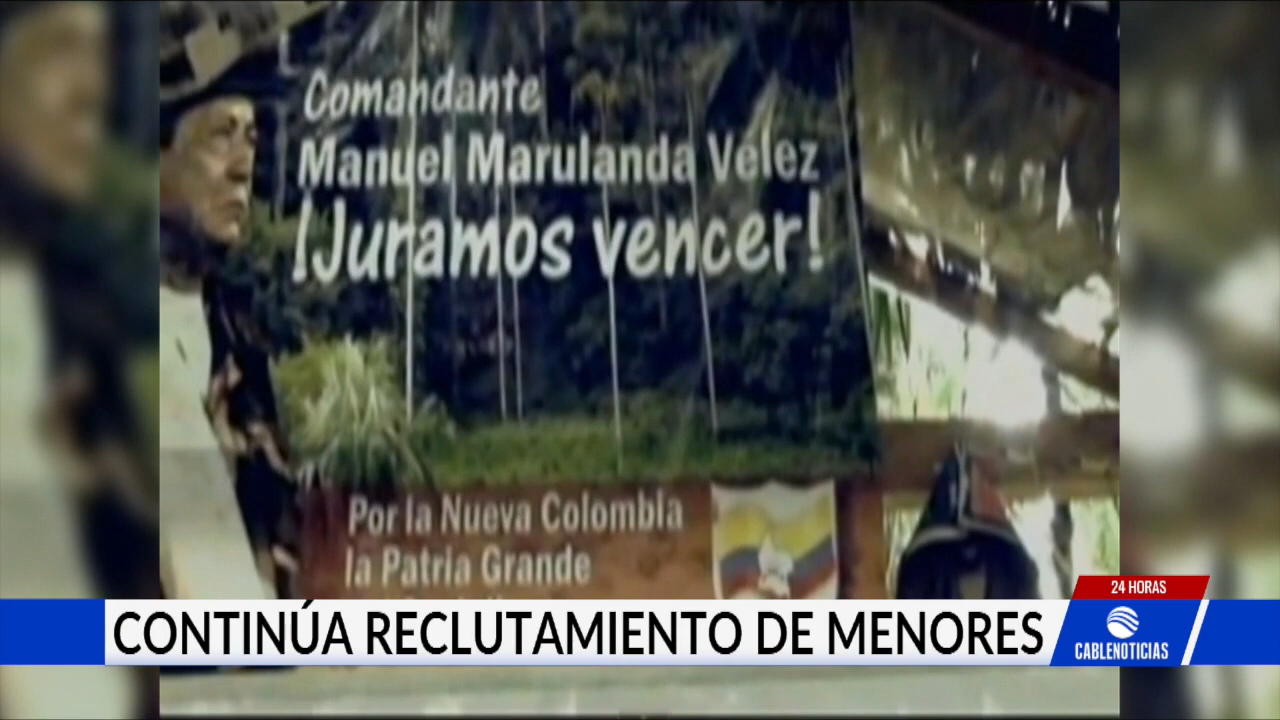 Comandante
Manuel Marulanda Vélez
¡Juramos vencer!
Por la Nueva Colombia
la Patria Grande
24 HORAS
CONTINÚA RECLUTAMIENTO DE MENORES
CABLENOTICIAS